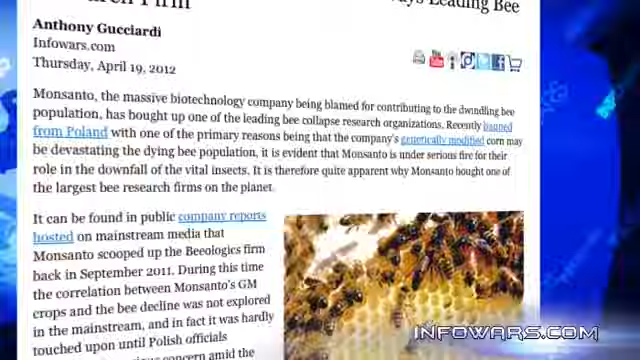 Leading Bee
Anthony Gucciardi
Infowars.com
Thursday, April 19, 2012
Monsanto, the massive biotechnology company being blamed for contributing to the dwindling bee
population, has bought up one of the leading bee collapse research organizations. Recently banned
from Poland with one of the primary reasons being that the company's genetically modified corn may
be devastating the dying bee population, it is evident that Monsanto is under serious fire for their
role in the downfall of the vital insects. It is therefore quite apparent why Monsanto bought one of
the largest bee research firms on the planet.
It can be found in public company reports
hosted on mainstream media that
Monsanto scooped up the Beeologics firm
back in September 2011. During this time
the correlation between Monsanto's GM
crops and the bee decline was not explored
in the mainstream, and in fact it was hardly
touched upon until Polish officials
concern amid the
INFOWARS.COM